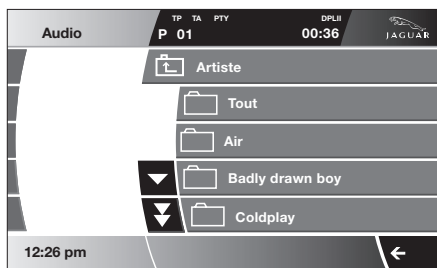 Audio
TP TA PTY DPLII
P 01 00:36
JAGUAR
Artiste
Tout
Air
Badly drawn boy
Coldplay
12:26 pm